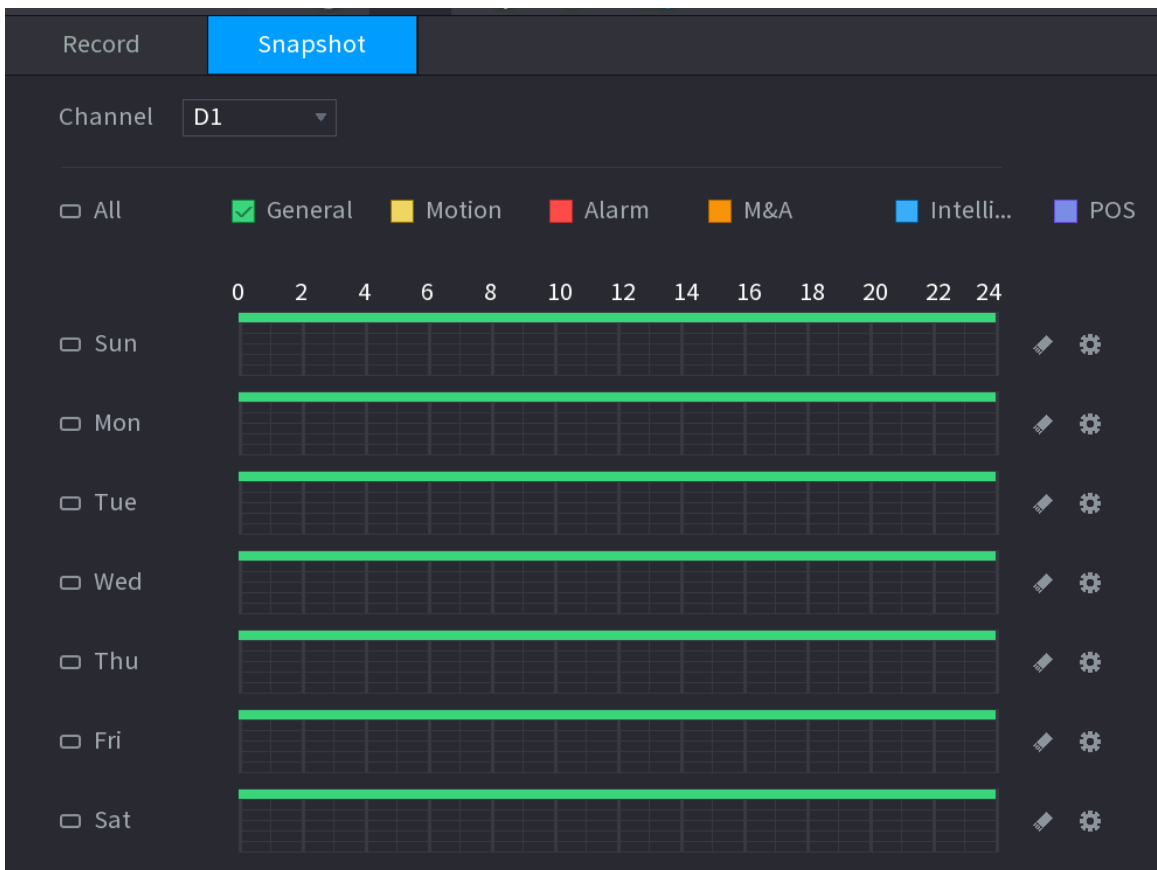 Record Snapshot
Channel D1
All General Motion Alarm M&A Intelli... POS
0 2 4 6 8 10 12 14 16 18 20 22 24
Sun
Mon
Tue
Wed
Thu
Fri
Sat